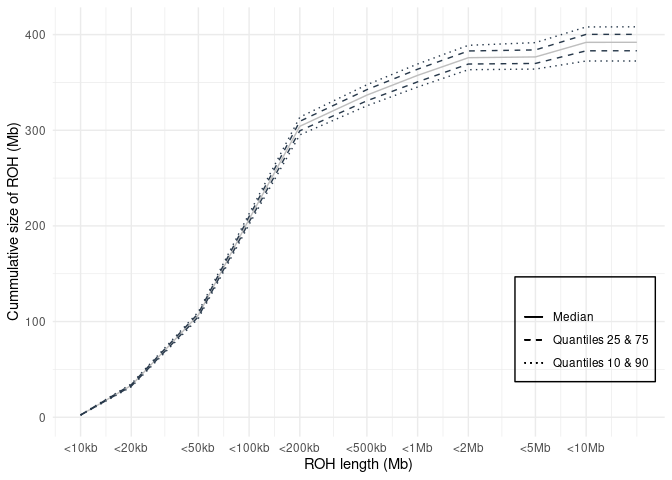 Cummulative size of ROH (Mb)
400
300
200
100
0
Median
Quantiles 25 & 75
Quantiles 10 & 90
<10kb <20kb <50kb <100kb <200kb <500kb <1Mb <2Mb <5Mb <10Mb
ROH length (Mb)